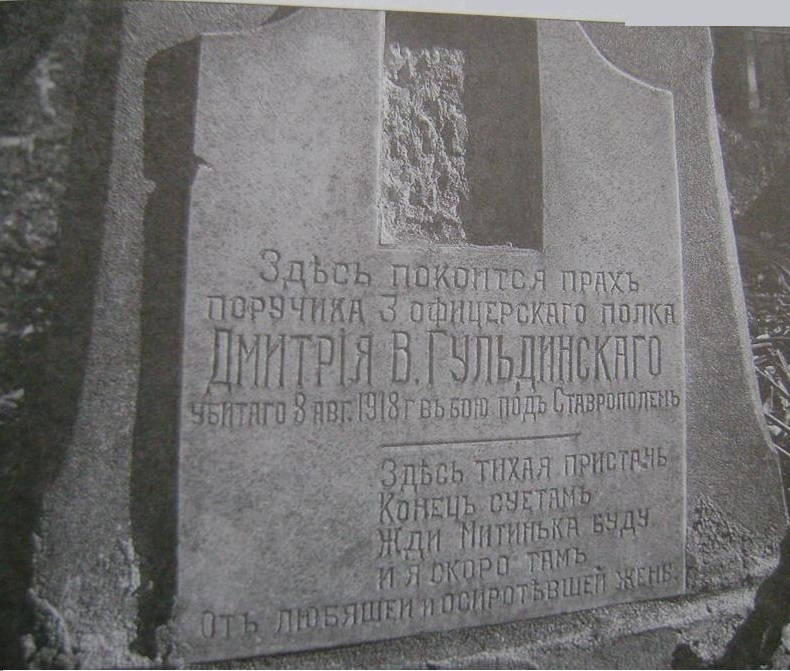 Здѣсь покоится прахъ
поручика 3 офицерскаго полка
Дмитрія В. Гульдинскаго
убитаго 8 авг. 1918 г въ бою подъ Ставрополемъ
Здѣсь тихая пристань
Конецъ суетамъ
Жди Митинька буду
и я скоро тамъ
отъ любящей и осиротѣвшей жены.